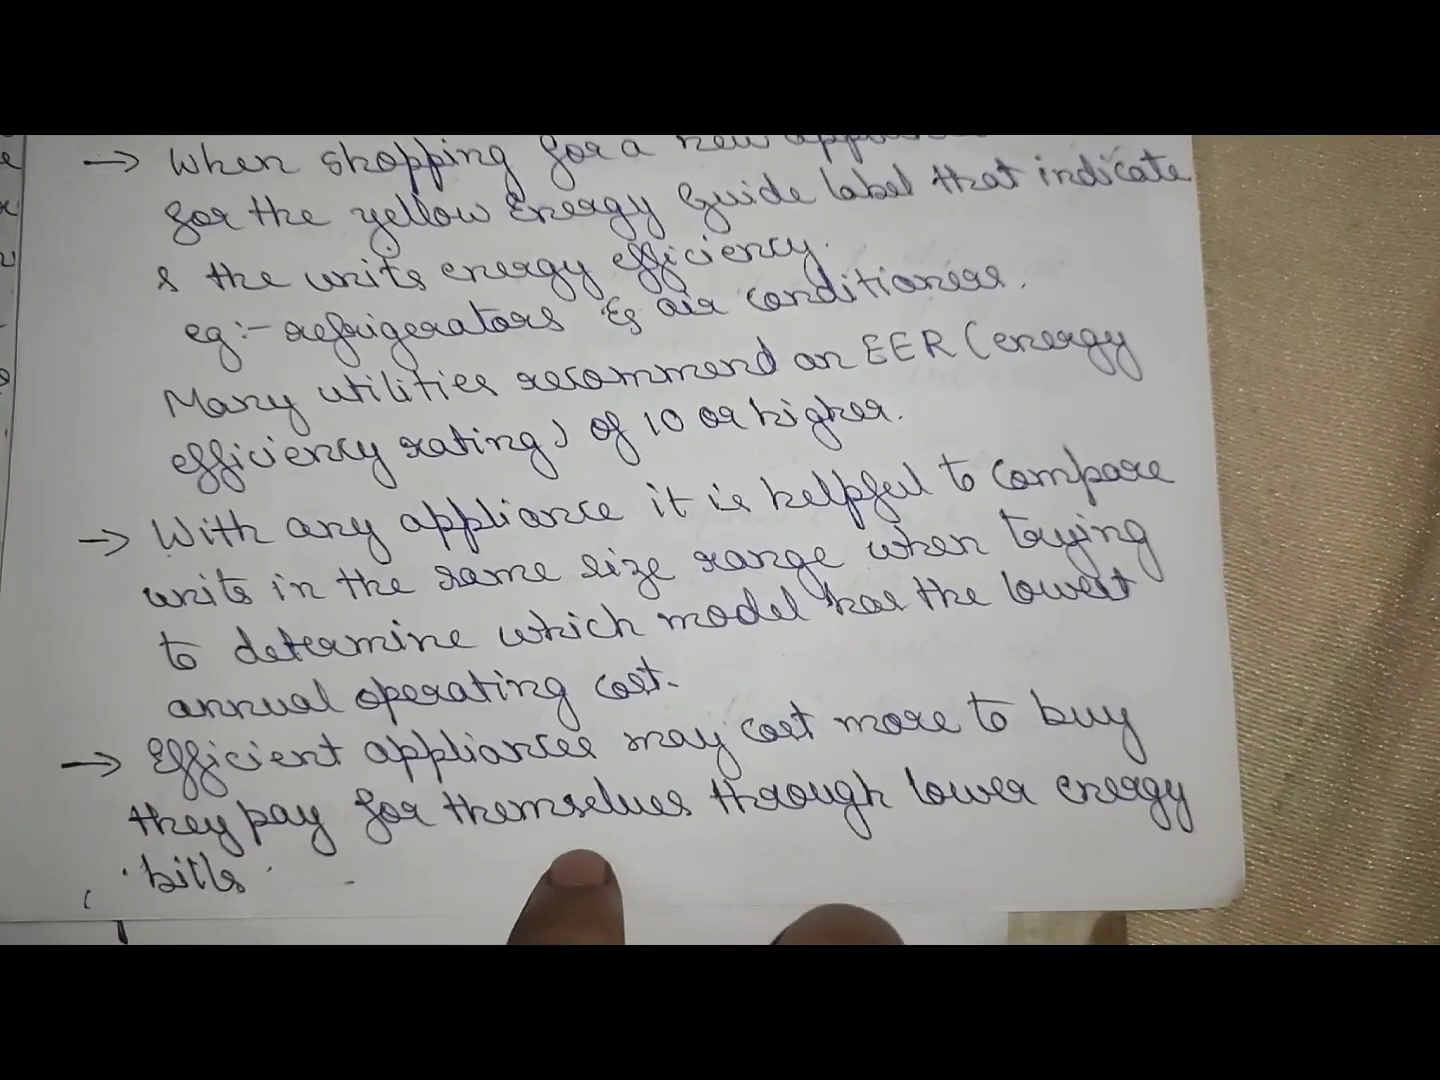 → When shopping for a new
for the yellow Energy Guide label that indicate
s the units energy efficiency.
eg:- refrigerators & air conditioners.
Many utilities recommend an EER (energy
efficiency rating) of 10 or higher.
→ With any appliance it is helpful to compare
units in the same size range when trying
to determine which model has the lowest
annual operating cost.
→ Efficient appliances may cost more to buy
they pay for themselves through lower energy
bills.